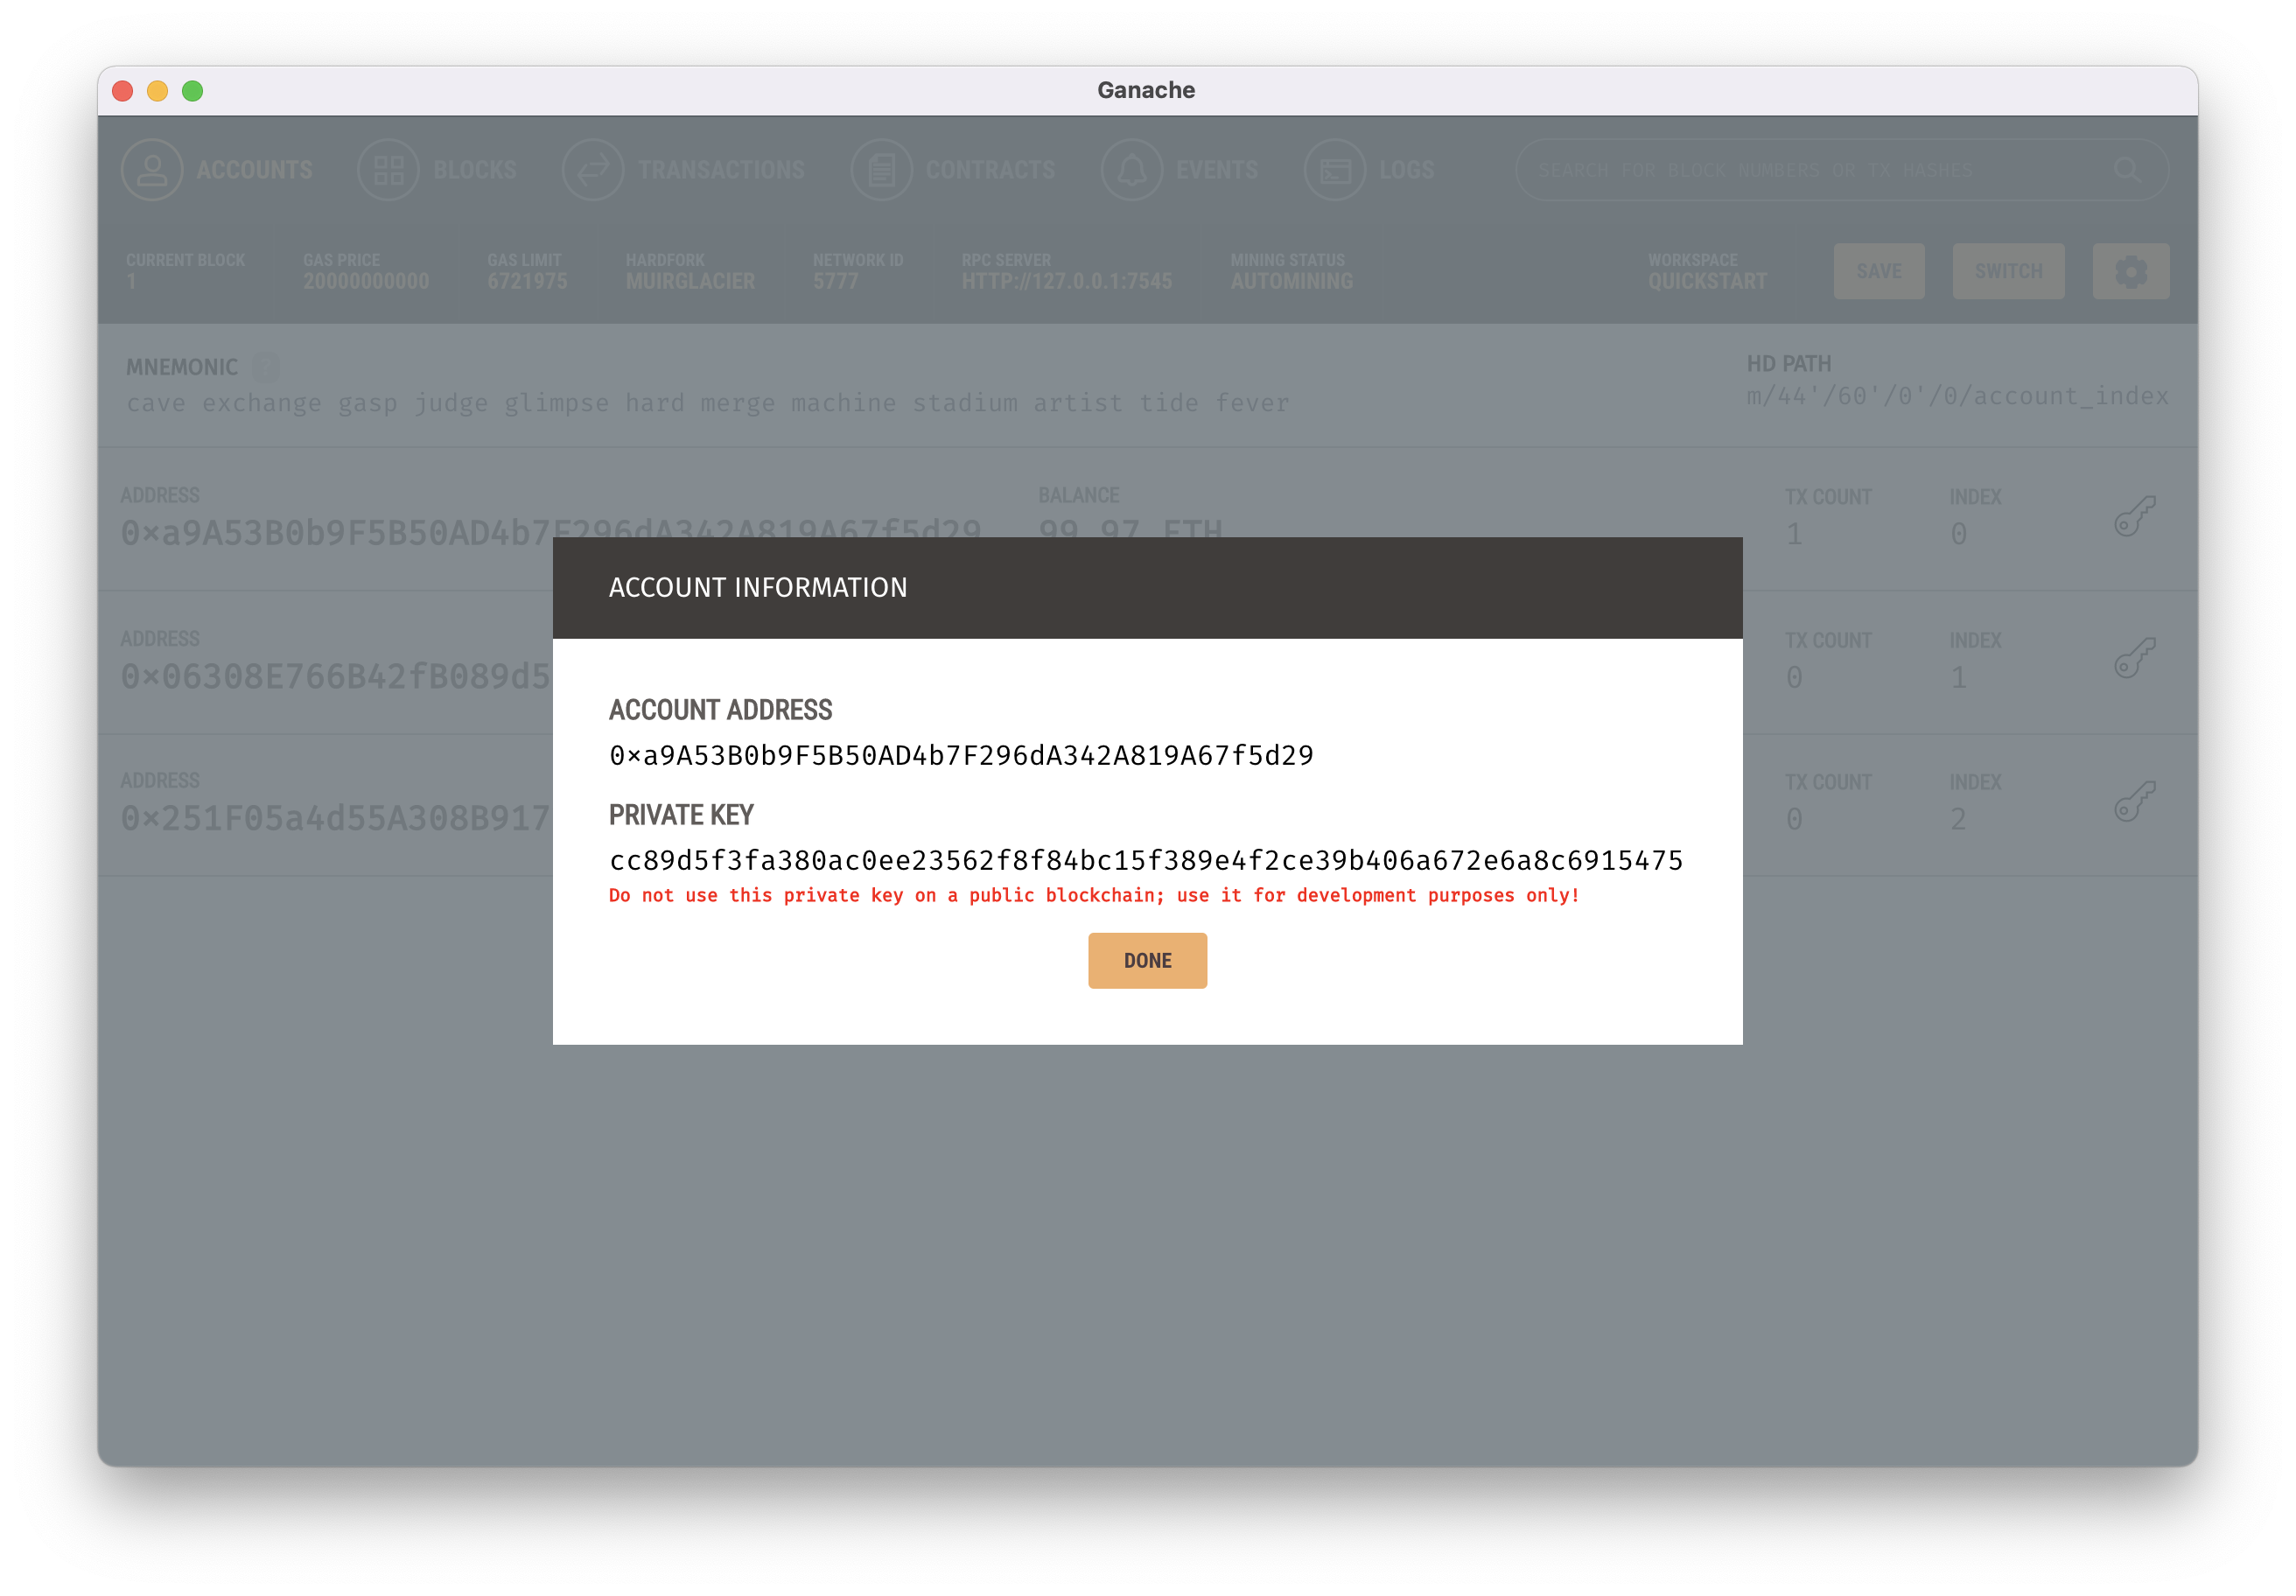 Ganache
ACCOUNTS BLOCKS TRANSACTIONS CONTRACTS EVENTS LOGS SEARCH FOR BLOCK NUMBERS OR TX HASHES
CURRENT BLOCK GAS PRICE GAS LIMIT HARDFORK NETWORK ID RPC SERVER MINING STATUS WORKSPACE
1 20000000000 6721975 MUIRGLACIER 5777 HTTP://127.0.0.1:7545 AUTOMINING QUICKSTART SAVE SWITCH
MNEMONIC HD PATH
cave exchange gasp judge glimpse hard merge machine stadium artist tide fever m/44'/60'/0'/0/account_index
ADDRESS BALANCE TX COUNT INDEX
0×a9A53B0b9F5B50AD4b7F296dA342A819A67f5d29 99.97 ETH 1 0
ACCOUNT INFORMATION
ADDRESS TX COUNT INDEX
0×06308E766B42fB089d5 0 1
ACCOUNT ADDRESS
0×a9A53B0b9F5B50AD4b7F296dA342A819A67f5d29
ADDRESS TX COUNT INDEX
0×251F05a4d55A308B917 0 2
PRIVATE KEY
cc89d5f3fa380ac0ee23562f8f84bc15f389e4f2ce39b406a672e6a8c6915475
Do not use this private key on a public blockchain; use it for development purposes only!
DONE